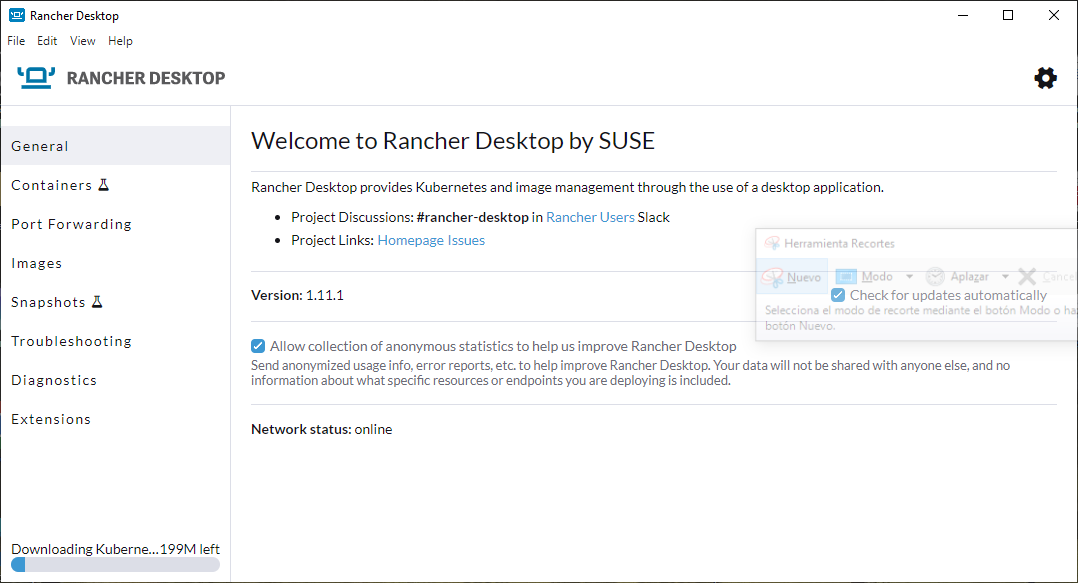 Rancher Desktop
File Edit View Help
RANCHER DESKTOP
General
Containers
Port Forwarding
Images
Snapshots
Troubleshooting
Diagnostics
Extensions
Downloading Kuberne...199M left
Welcome to Rancher Desktop by SUSE
Rancher Desktop provides Kubernetes and image management through the use of a desktop application.
• Project Discussions: #rancher-desktop in Rancher Users Slack
• Project Links: Homepage Issues
Version: 1.11.1
Herramienta Recortes
Nuevo Modo Aplazar
Check for updates automatically
Selecciona el modo de recorte mediante el botón Modo o
botón Nuevo.
Allow collection of anonymous statistics to help us improve Rancher Desktop
Send anonymized usage info, error reports, etc. to help improve Rancher Desktop. Your data will not be shared with anyone else, and no
information about what specific resources or endpoints you are deploying is included.
Network status: online